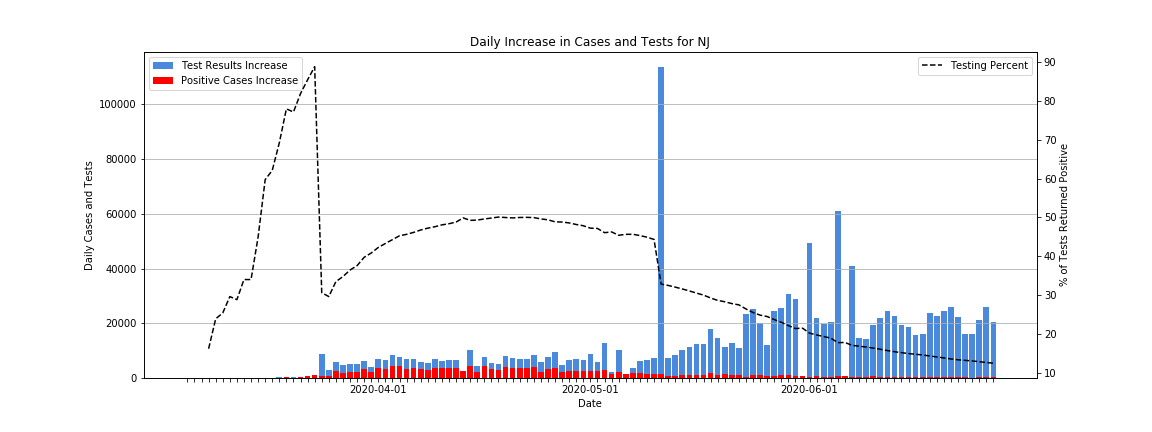 Daily Increase in Cases and Tests for NJ
Test Results Increase
Positive Cases Increase
Testing Percent
100000
80000
60000
40000
20000
0
Daily Cases and Tests
90
80
70
60
50
40
30
20
10
% of Tests Returned Positive
2020-04-01
2020-05-01
2020-06-01
Date